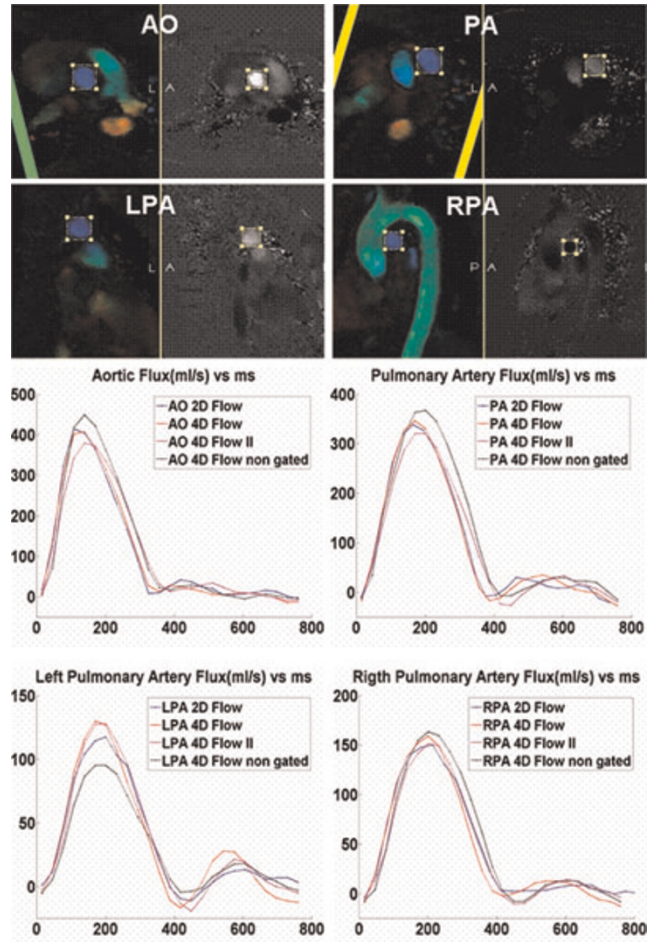 AO
PA
L A
L A
LPA
RPA
L A
P A
Aortic Flux(ml/s) vs ms
AO 2D Flow
AO 4D Flow
AO 4D Flow II
AO 4D Flow non gated
500
400
300
200
100
0
0 200 400 600 800
Pulmonary Artery Flux(ml/s) vs ms
PA 2D Flow
PA 4D Flow
PA 4D Flow II
PA 4D Flow non gated
400
300
200
100
0
0 200 400 600 800
Left Pulmonary Artery Flux(ml/s) vs ms
LPA 2D Flow
LPA 4D Flow
LPA 4D Flow II
LPA 4D Flow non gated
150
100
50
0
0 200 400 600 800
Rigth Pulmonary Artery Flux(ml/s) vs ms
RPA 2D Flow
RPA 4D Flow
RPA 4D Flow II
RPA 4D Flow non gated
200
150
100
50
0
0 200 400 600 800